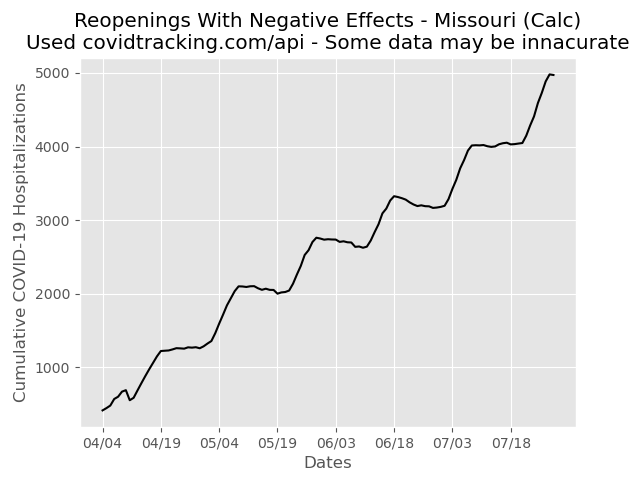 Reopenings With Negative Effects - Missouri (Calc)
Used covidtracking.com/api - Some data may be innacurate
Cumulative COVID-19 Hospitalizations
5000
4000
3000
2000
1000
04/04 04/19 05/04 05/19 06/03 06/18 07/03 07/18
Dates